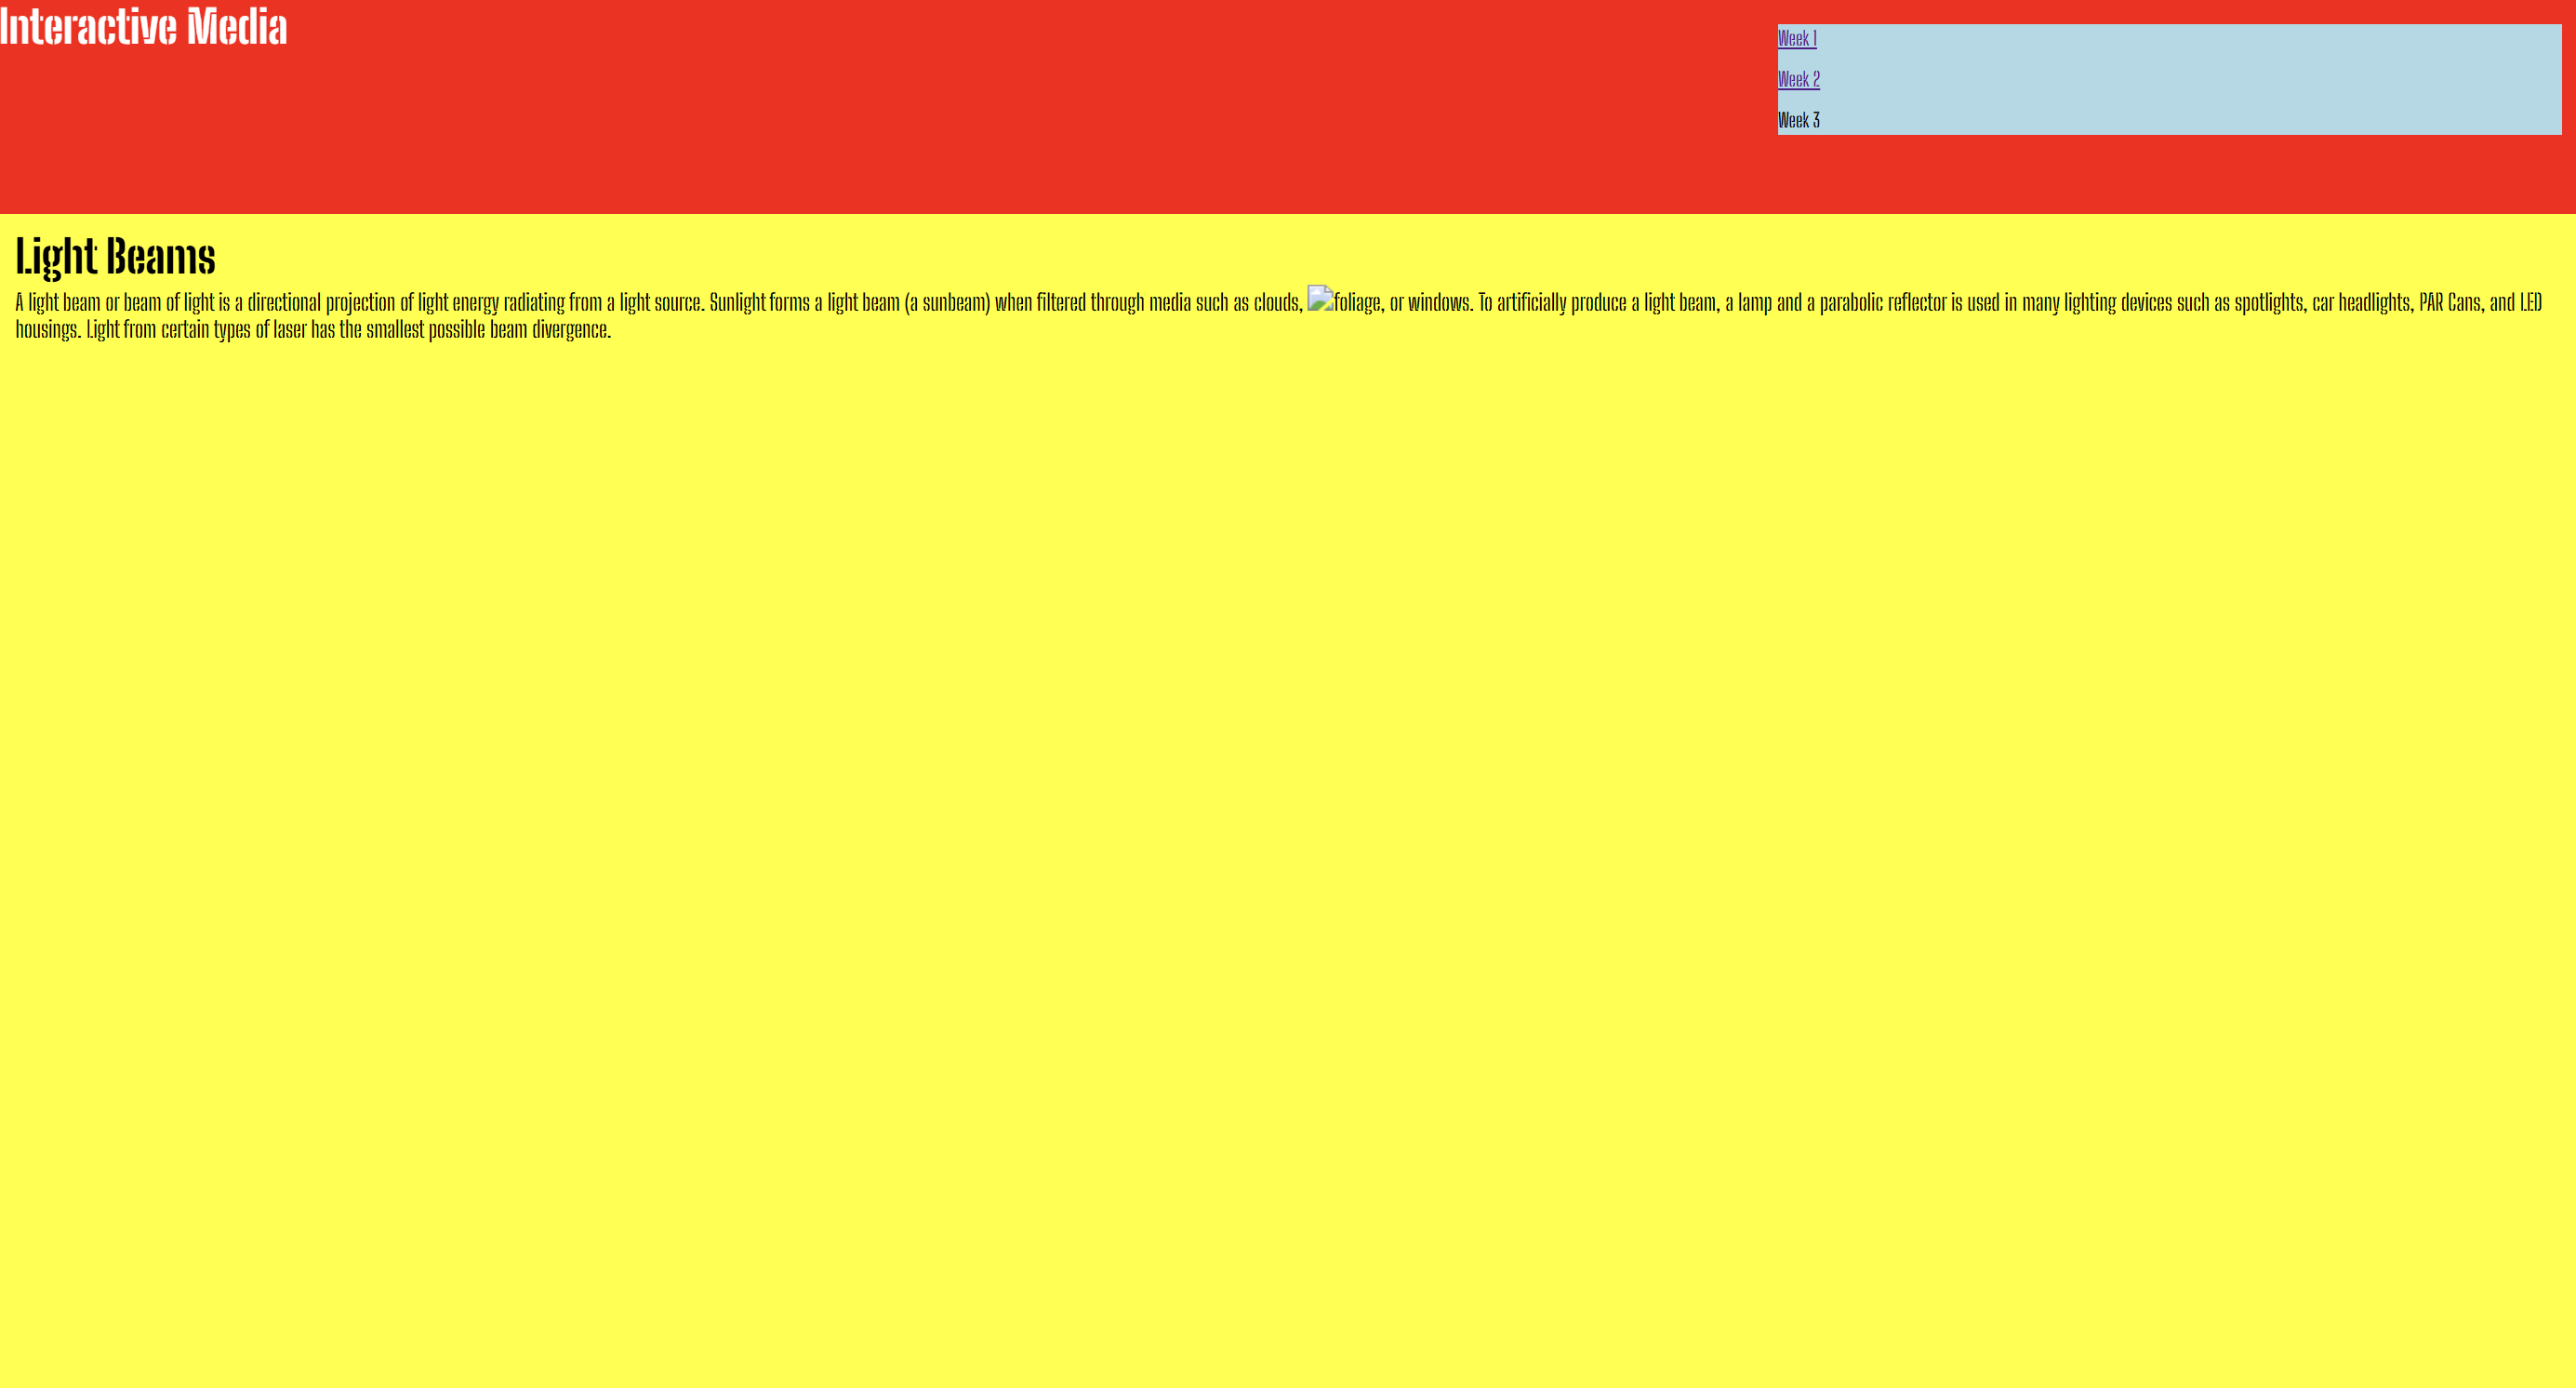 Interactive Media
Week 1
Week 2
Week 3
Light Beams
A light beam or beam of light is a directional projection of light energy radiating from a light source. Sunlight forms a light beam (a sunbeam) when filtered through media such as clouds, foliage, or windows. To artificially produce a light beam, a lamp and a parabolic reflector is used in many lighting devices such as spotlights, car headlights, PAR Cans, and LED
housings. Light from certain types of laser has the smallest possible beam divergence.